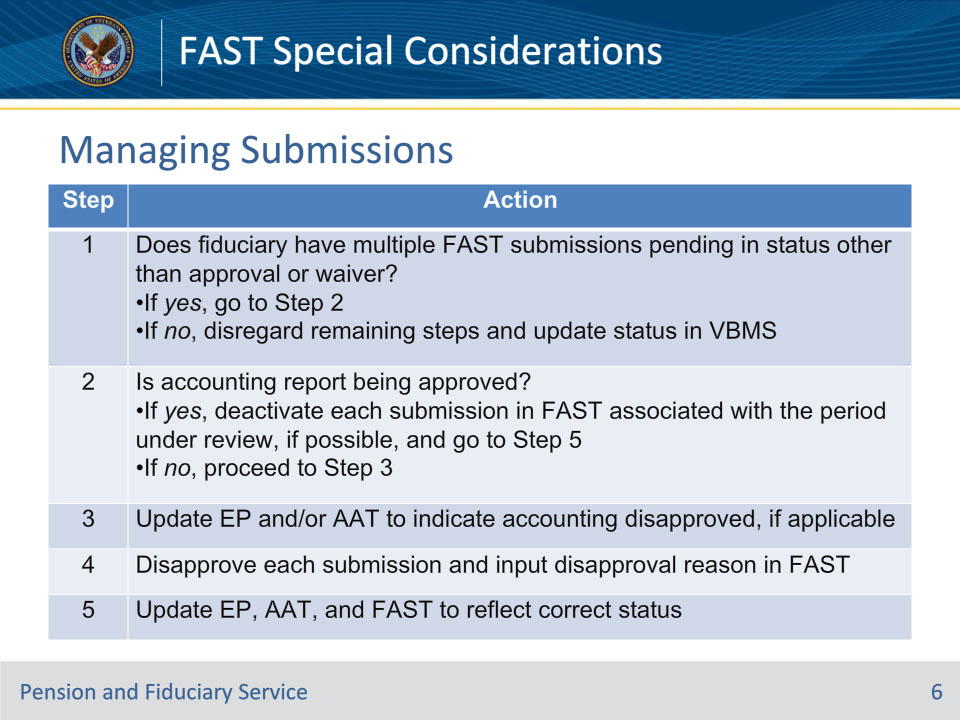 FAST Special Considerations
Managing Submissions
Step Action
1 Does fiduciary have multiple FAST submissions pending in status other
than approval or waiver?
•If yes, go to Step 2
•If no, disregard remaining steps and update status in VBMS
2 Is accounting report being approved?
•If yes, deactivate each submission in FAST associated with the period
under review, if possible, and go to Step 5
•If no, proceed to Step 3
3 Update EP and/or AAT to indicate accounting disapproved, if applicable
4 Disapprove each submission and input disapproval reason in FAST
5 Update EP, AAT, and FAST to reflect correct status
Pension and Fiduciary Service 6